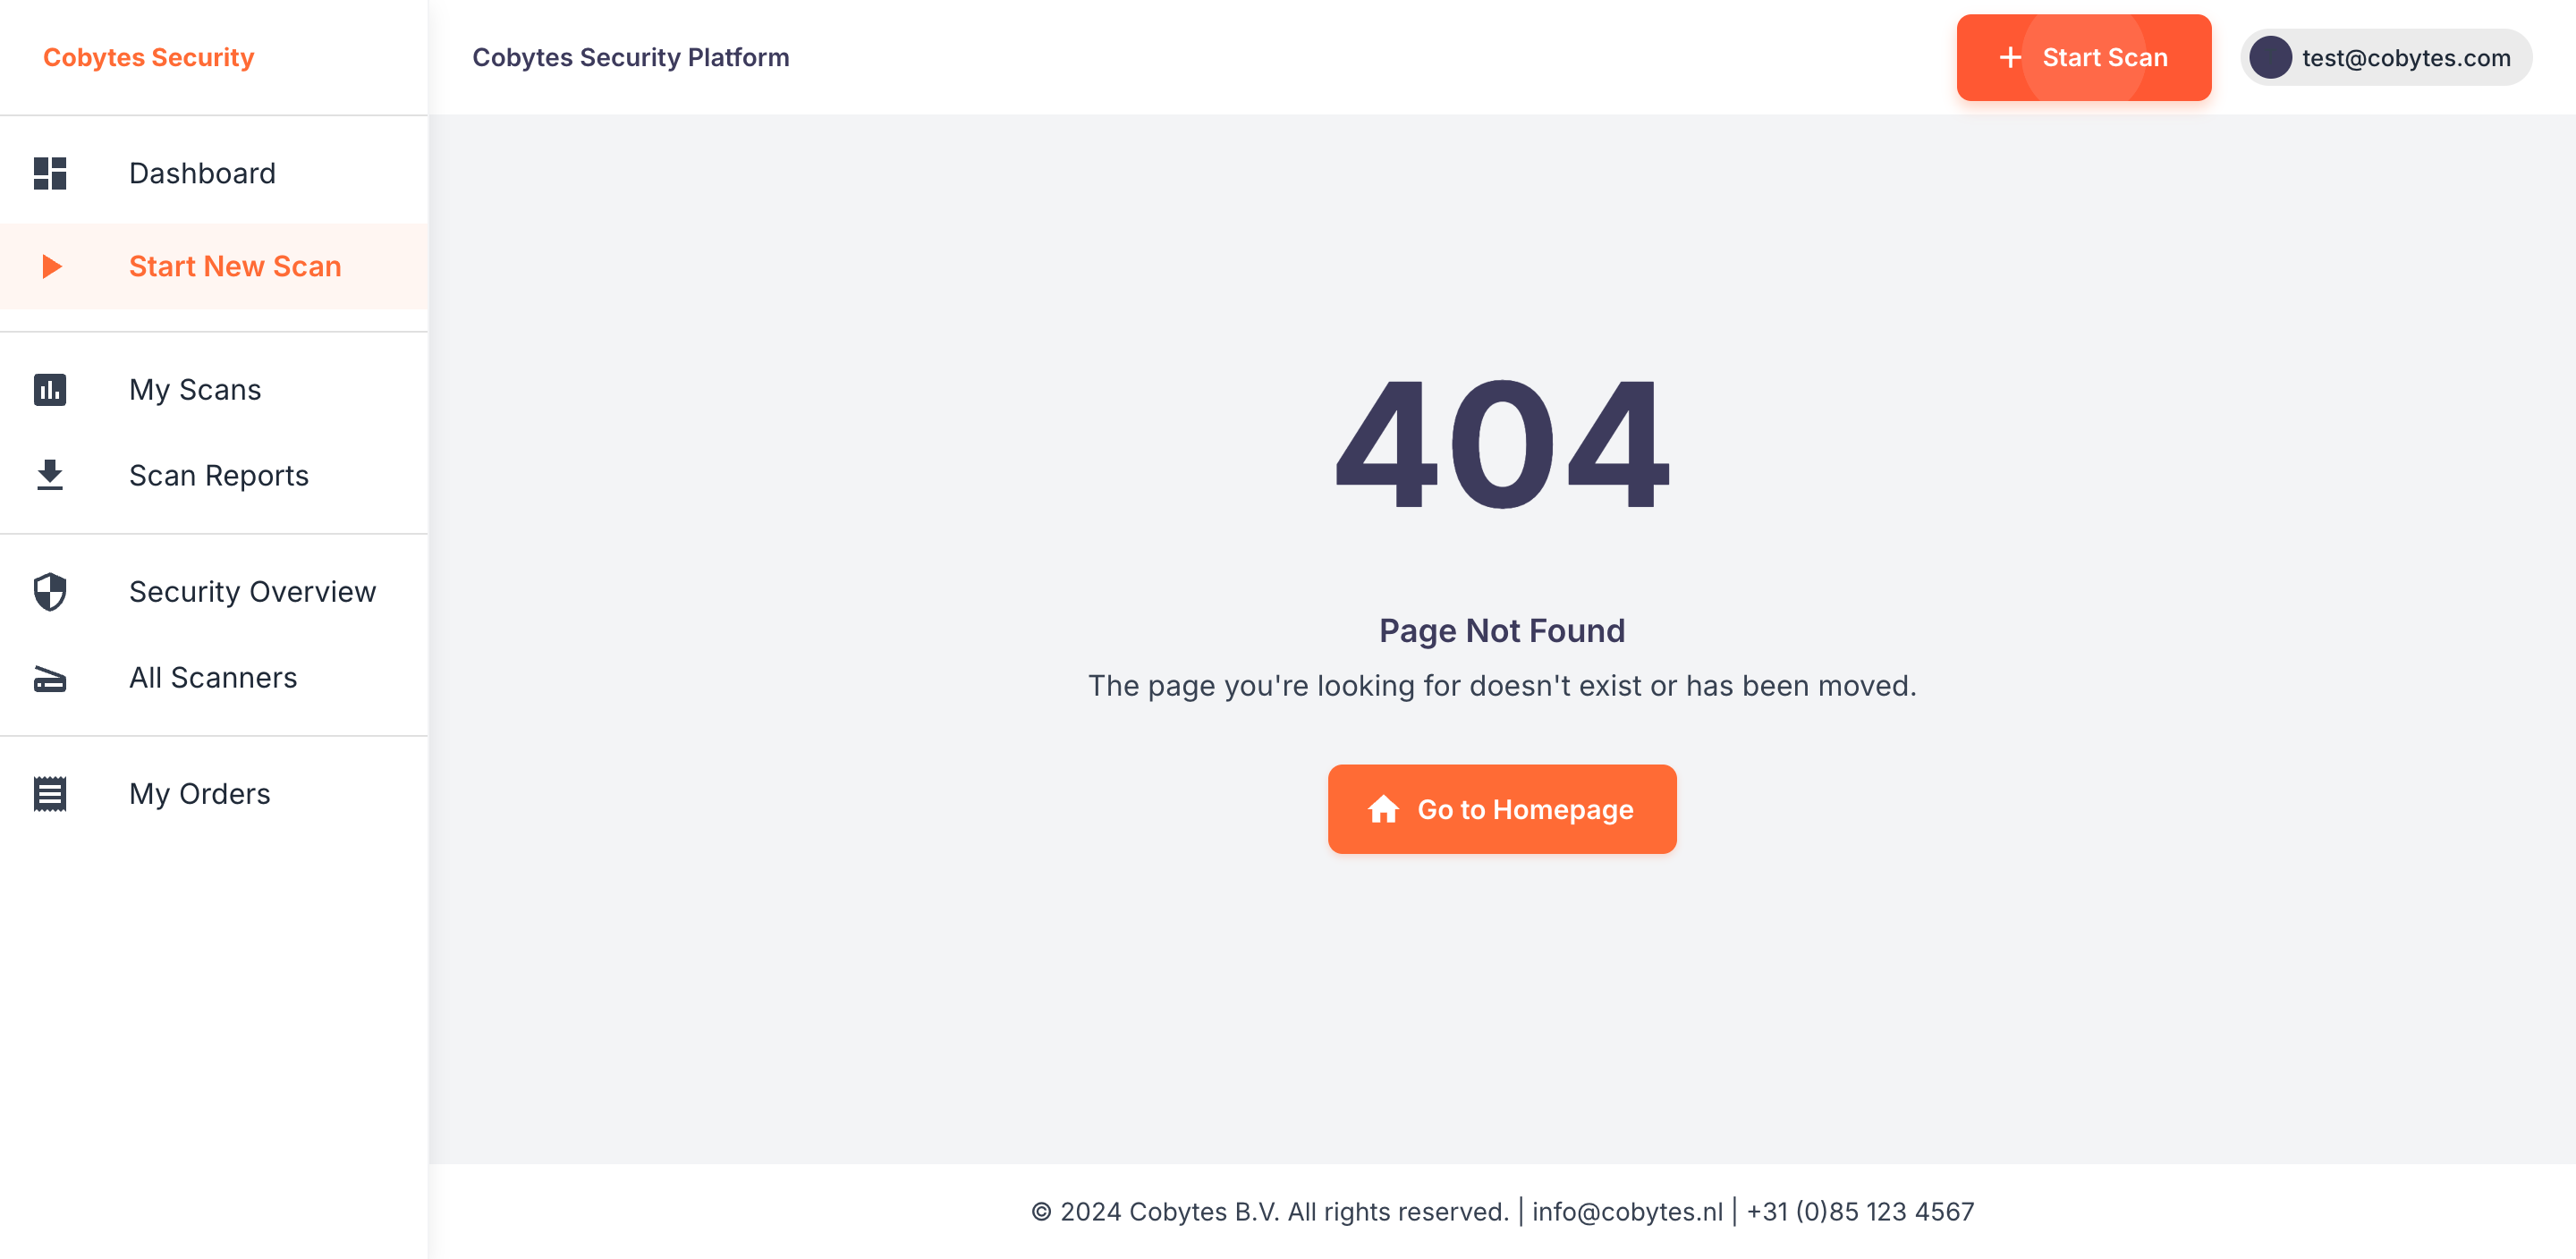 Cobytes Security
Cobytes Security Platform
Start Scan
test@cobytes.com
Dashboard
Start New Scan
My Scans
Scan Reports
Security Overview
All Scanners
My Orders
404
Page Not Found
The page you're looking for doesn't exist or has been moved.
Go to Homepage
© 2024 Cobytes B.V. All rights reserved. | info@cobytes.nl | +31 (0)85 123 4567